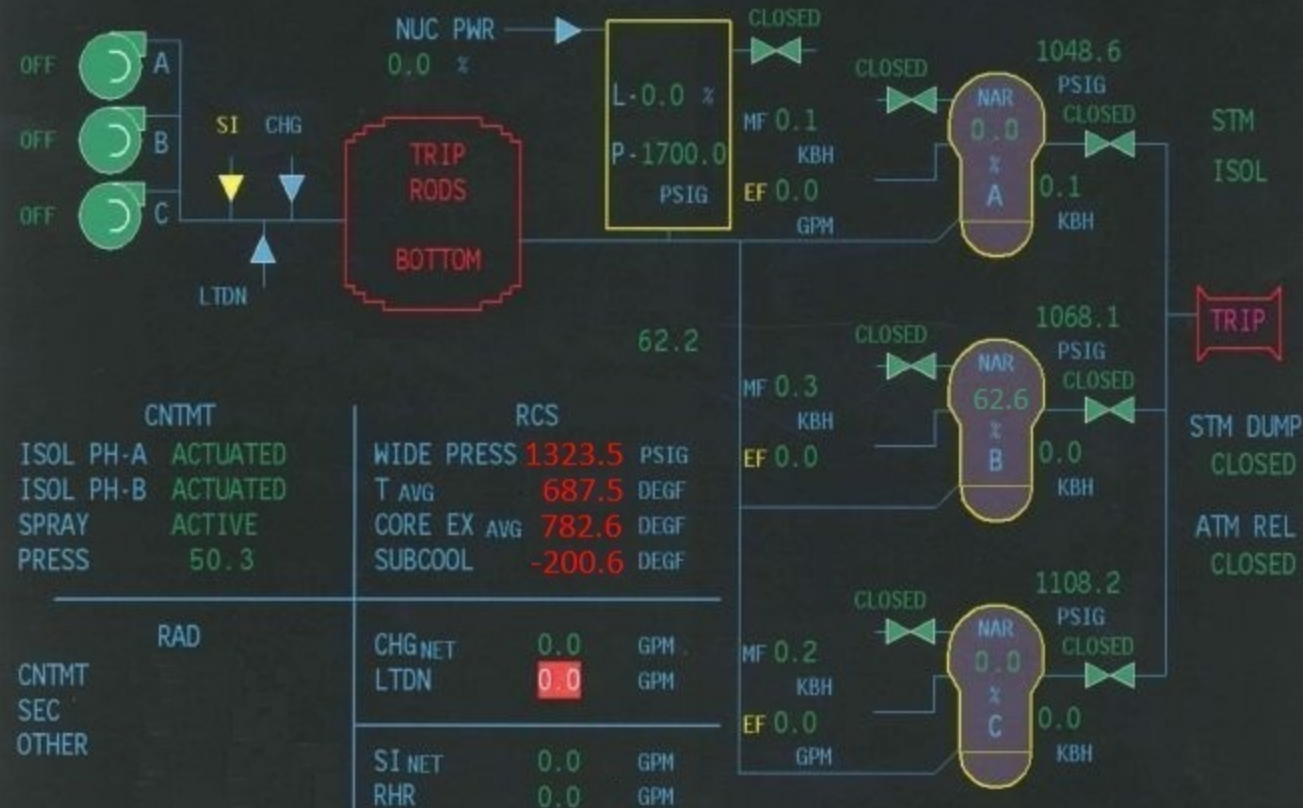 OFF A
OFF B
OFF C
SI CHG
LTDN
NUC PWR
0.0 %
TRIP
RODS
BOTTOM
CLOSED
L-0.0 %
P-1700.0
PSIG
62.2
CLOSED
1048.6
PSIG
CLOSED
MF 0.1
KBH
EF 0.0
GPM
NAR
0.0
%
A
0.1
KBH
STM
ISOL
CLOSED
1068.1
PSIG
CLOSED
MF 0.3
KBH
EF 0.0
NAR
62.6
%
B
0.0
KBH
TRIP
STM DUMP
CLOSED
ATM REL
CLOSED
CLOSED
1108.2
PSIG
CLOSED
MF 0.2
KBH
EF 0.0
GPM
NAR
0.0
%
C
0.0
KBH
CNTMT
ISOL PH-A ACTUATED
ISOL PH-B ACTUATED
SPRAY ACTIVE
PRESS 50.3
RCS
WIDE PRESS 1323.5 PSIG
T AVG 687.5 DEGF
CORE EX AVG 782.6 DEGF
SUBCOOL -200.6 DEGF
RAD
CNTMT
SEC
OTHER
CHG NET 0.0 GPM
LTDN 0.0 GPM
SI NET 0.0 GPM
RHR 0.0 GPM